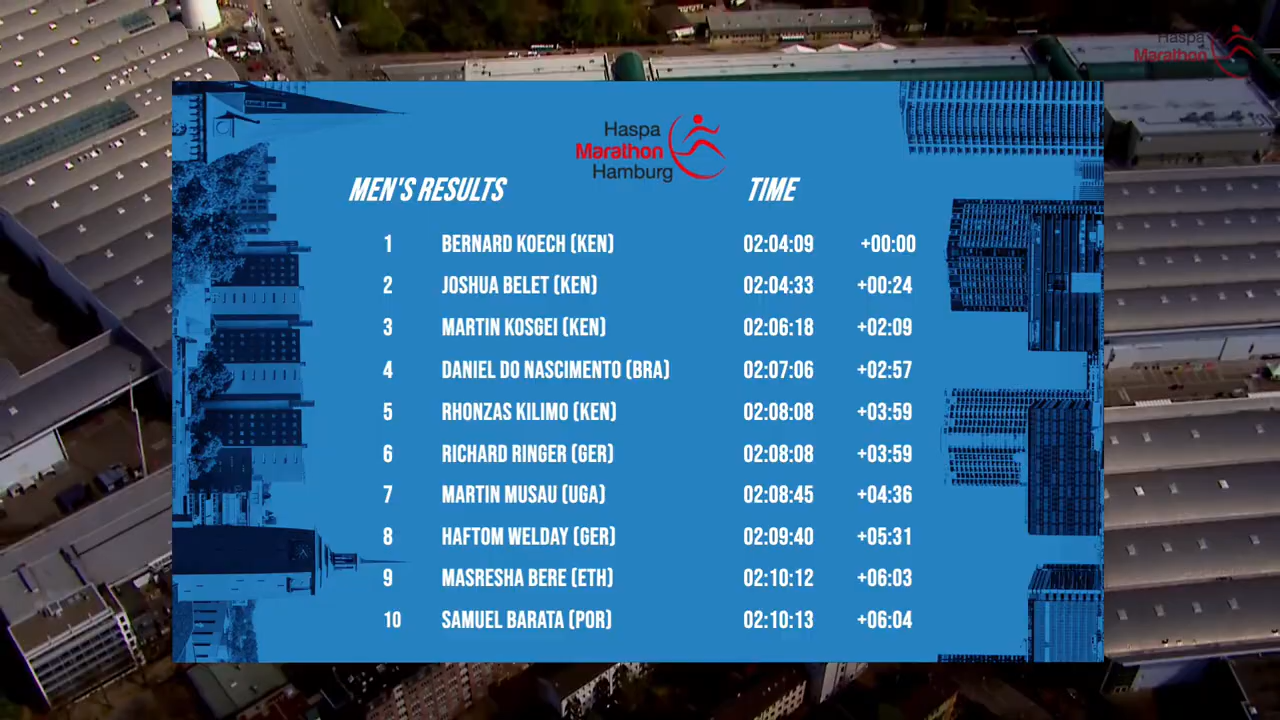 Haspa
Marathon
Haspa
Marathon
Hamburg
MEN'S RESULTS TIME
1 BERNARD KOECH (KEN) 02:04:09 +00:00
2 JOSHUA BELET (KEN) 02:04:33 +00:24
3 MARTIN KOSGEI (KEN) 02:06:18 +02:09
4 DANIEL DO NASCIMENTO (BRA) 02:07:06 +02:57
5 RHONZAS KILIMO (KEN) 02:08:08 +03:59
6 RICHARD RINGER (GER) 02:08:08 +03:59
7 MARTIN MUSAU (UGA) 02:08:45 +04:36
8 HAFTOM WELDAY (GER) 02:09:40 +05:31
9 MASRESHA BERE (ETH) 02:10:12 +06:03
10 SAMUEL BARATA (POR) 02:10:13 +06:04